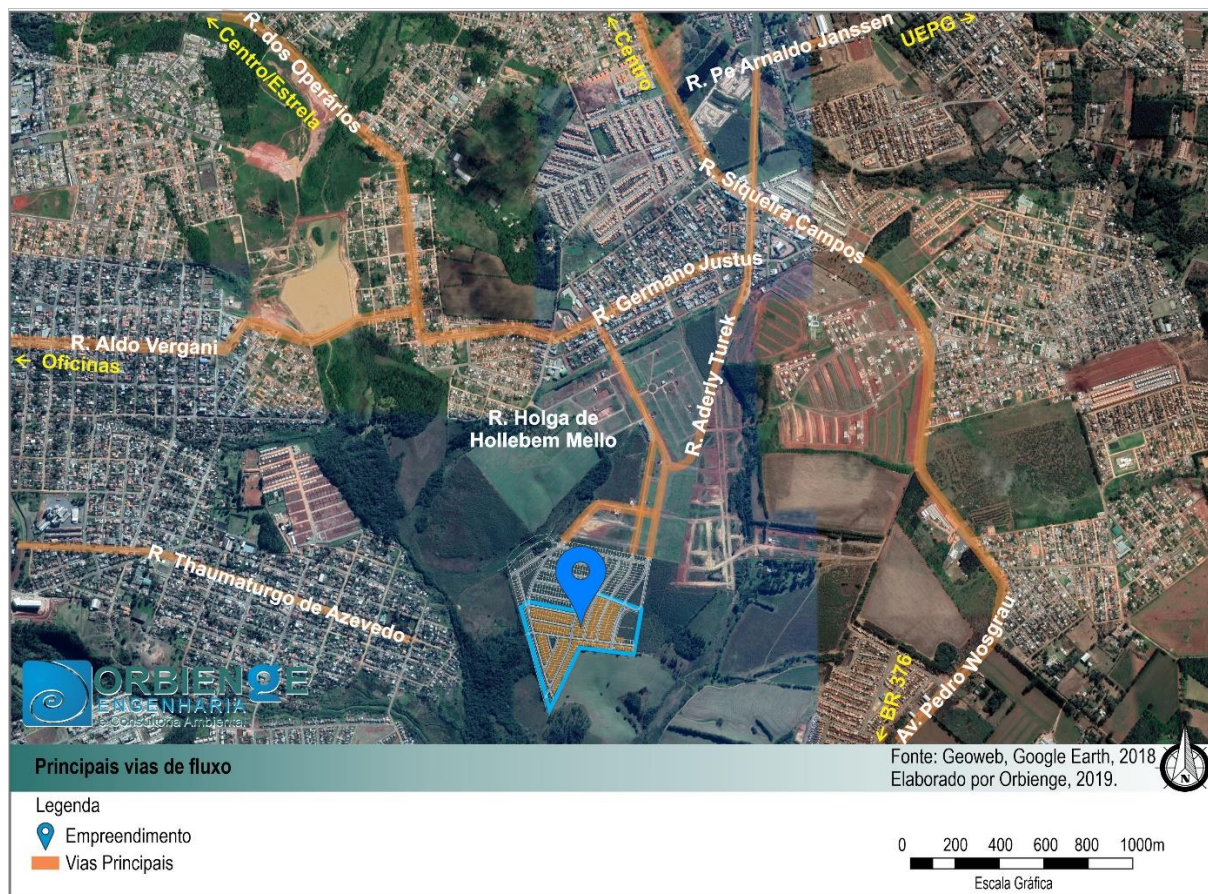 R. dos Operários
← Centro/Estrela
← Centro
R. Pe Arnaldo Janssen
UEPG →
R. Siqueira Campos
R. Germano Justus
R. Aldo Vergani
← Oficinas
R. Aderly Turek
R. Holga de
Hollebem Mello
R. Thaumaturgo de Azevedo
← BR 376
Av. Pedro Wosgrau
ORBIENGE
ENGENHARIA
de Consultoria Ambiental
Principais vias de fluxo
Fonte: Geoweb, Google Earth, 2018
Elaborado por Orbienge, 2019.
N
Legenda
Empreendimento
Vias Principais
0 200 400 600 800 1000m
Escala Gráfica